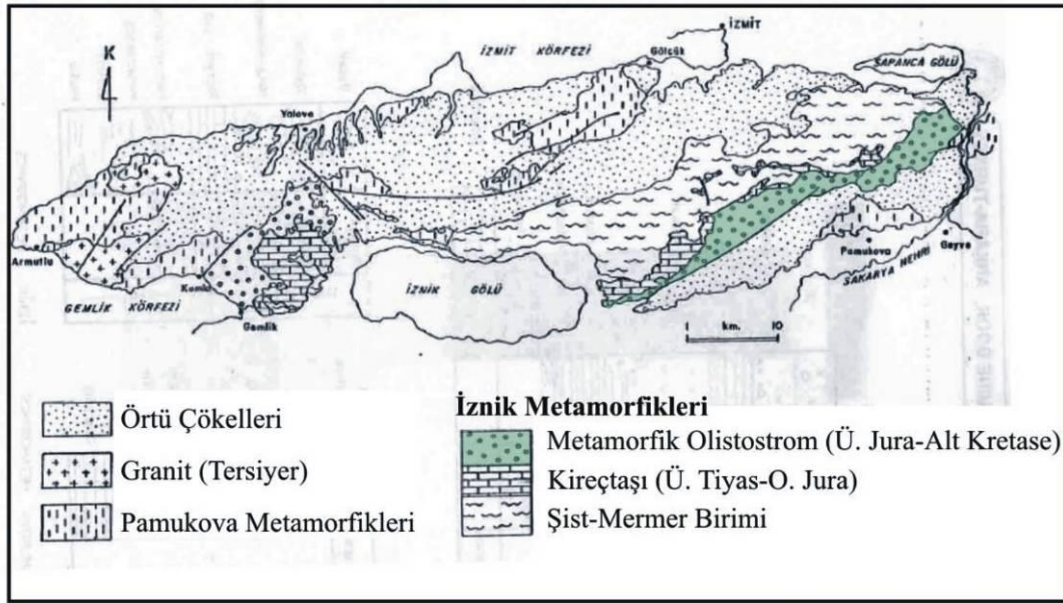 İZMİT
K
İZMİT KÖRFEZİ
Gölcük
SAPANCA GÖLÜ
Yalova
Armutlu
Pamukova
Geyve
Kumla
SAKARYA NEHRİ
GEMLİK KÖRFEZİ
İZNİK GÖLÜ
Gemlik
1 km. 10
Örtü Çökelleri
Granit (Tersiyer)
Pamukova Metamorfikleri
İznik Metamorfikleri
Metamorfik Olistostrom (Ü. Jura-Alt Kretase)
Kireçtaşı (Ü. Tiyas-O. Jura)
Şist-Mermer Birimi